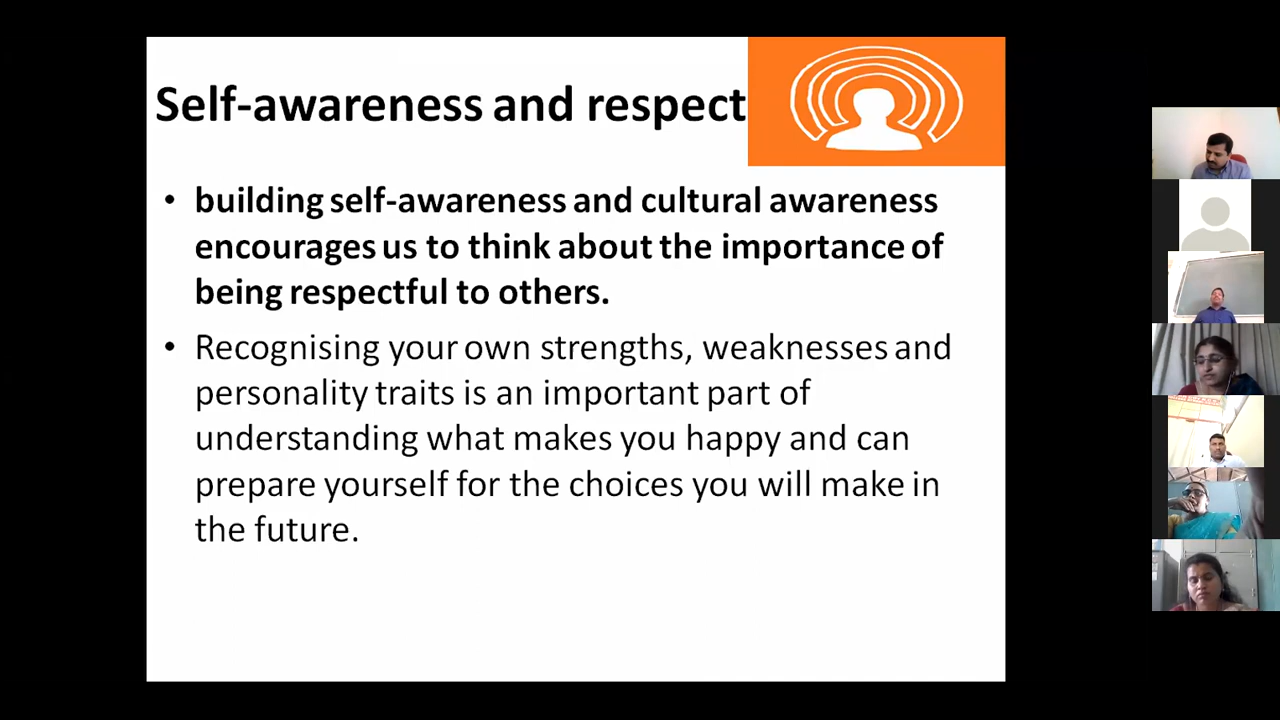 Self-awareness and respect
• building self-awareness and cultural awareness
encourages us to think about the importance of
being respectful to others.
• Recognising your own strengths, weaknesses and
personality traits is an important part of
understanding what makes you happy and can
prepare yourself for the choices you will make in
the future.